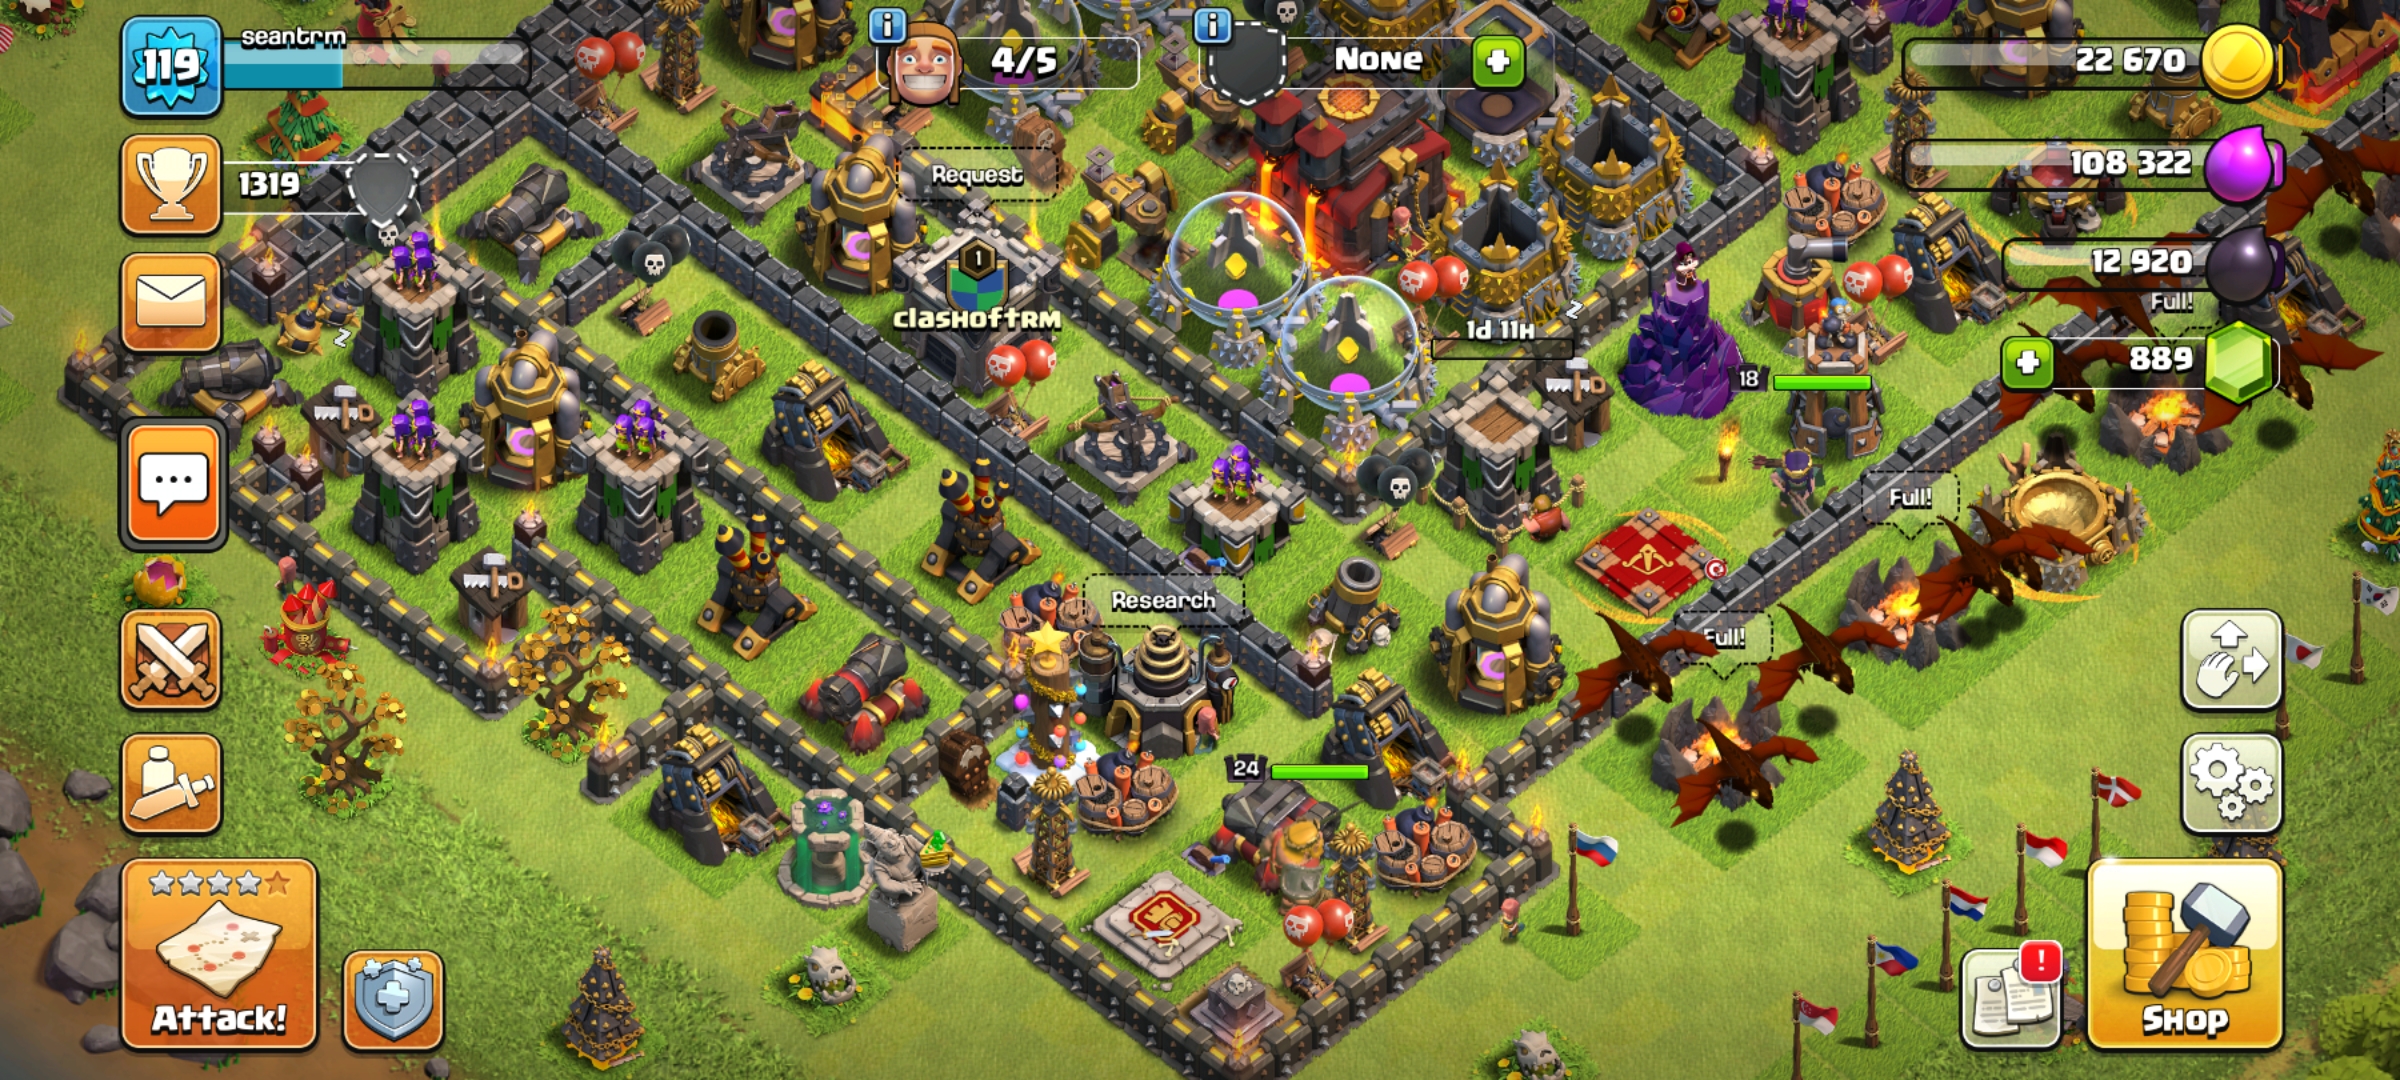 119
seantrm
4/5
None
22 670
1319
Request
108 322
1
clashoftRM
12 920
Full!
1d 11H
889
18
Z
Z
Full!
Research
Full!
24
Attack!
!
Shop